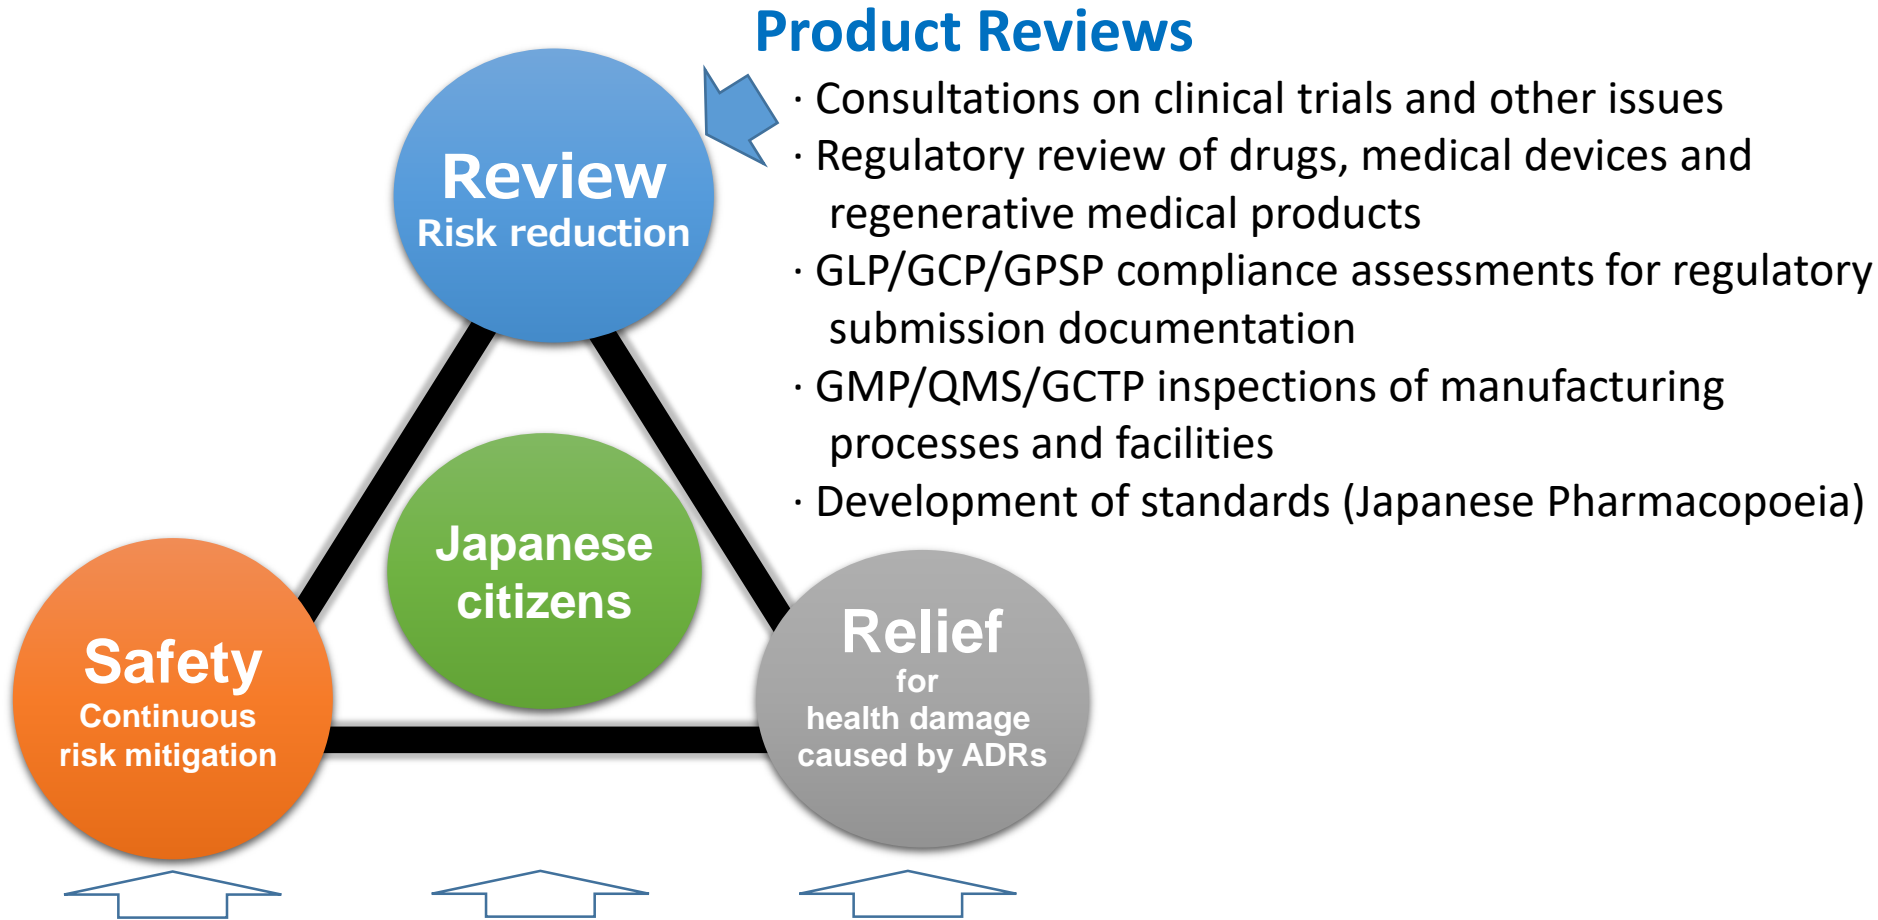 Product Reviews
· Consultations on clinical trials and other issues
· Regulatory review of drugs, medical devices and
regenerative medical products
· GLP/GCP/GPSP compliance assessments for regulatory
submission documentation
· GMP/QMS/GCTP inspections of manufacturing
processes and facilities
· Development of standards (Japanese Pharmacopoeia)
Review
Risk reduction
Japanese
citizens
Safety
Continuous
risk mitigation
Relief
for
health damage
caused by ADRs